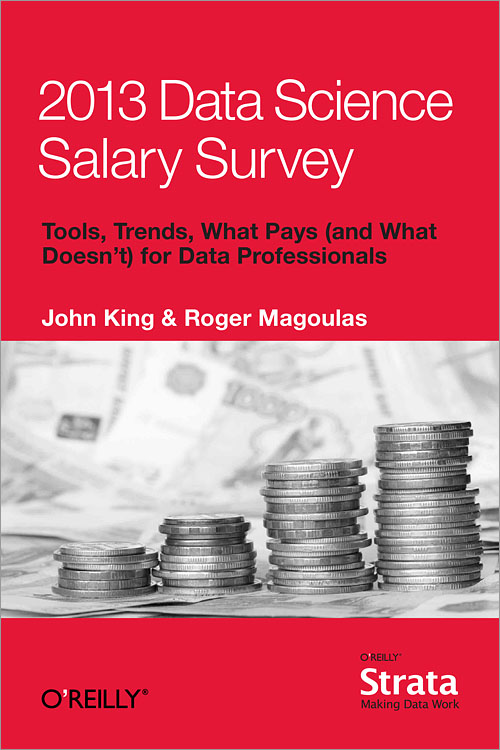 2013 Data Science
Salary Survey
Tools, Trends, What Pays (and What
Doesn't) for Data Professionals
John King & Roger Magoulas
1000
O'REILLY®
O'REILLY®
Strata
Making Data Work